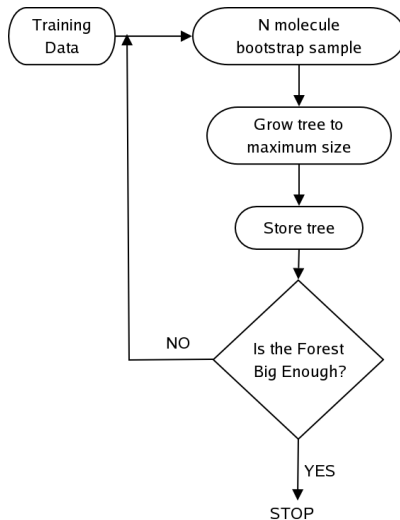 Training
Data
N molecule
bootstrap sample
Grow tree to
maximum size
Store tree
Is the Forest
Big Enough?
NO
YES
STOP